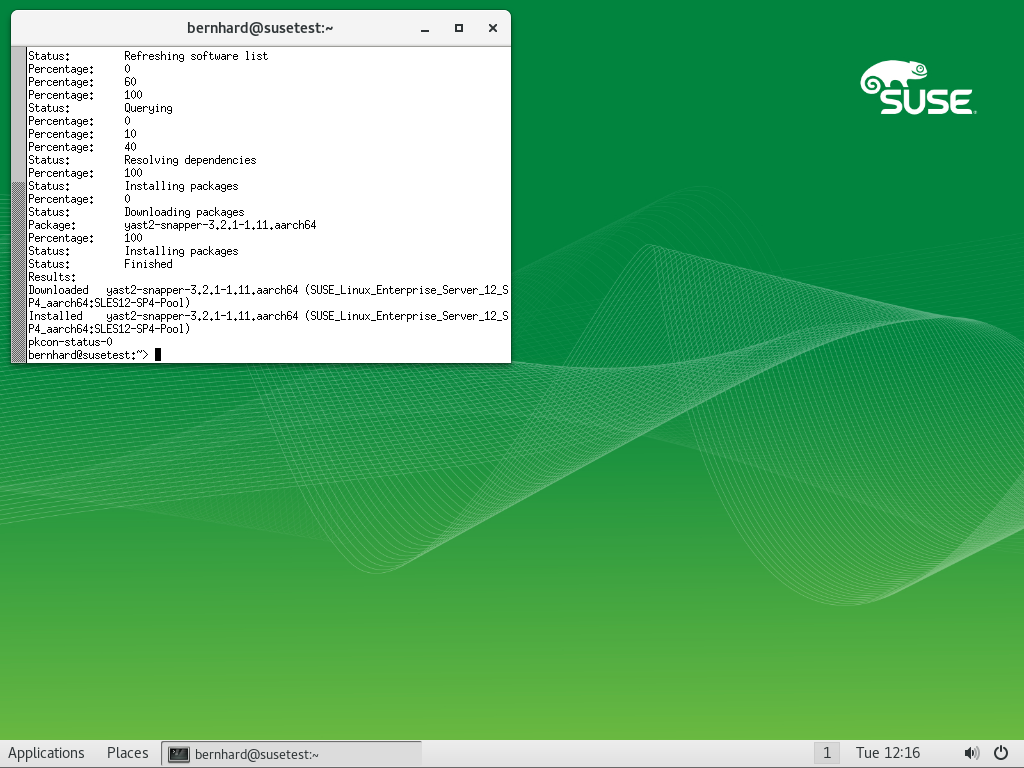 bernhard@susetest:~
Status:         Refreshing software list
Percentage:     0
Percentage:     60
Percentage:     100
Status:         Querying
Percentage:     0
Percentage:     10
Percentage:     40
Status:         Resolving dependencies
Percentage:     100
Status:         Installing packages
Percentage:     0
Status:         Downloading packages
Package:        yast2-snapper-3.2.1-1.11.aarch64
Percentage:     100
Status:         Installing packages
Status:         Finished
Results:
Downloaded   yast2-snapper-3.2.1-1.11.aarch64 (SUSE_Linux_Enterprise_Server_12_S
P4_aarch64:SLES12-SP4-Pool)
Installed    yast2-snapper-3.2.1-1.11.aarch64 (SUSE_Linux_Enterprise_Server_12_S
P4_aarch64:SLES12-SP4-Pool)
pkcon-status-0
bernhard@susetest:~>
SUSE
Applications Places bernhard@susetest:~ 1 Tue 12:16